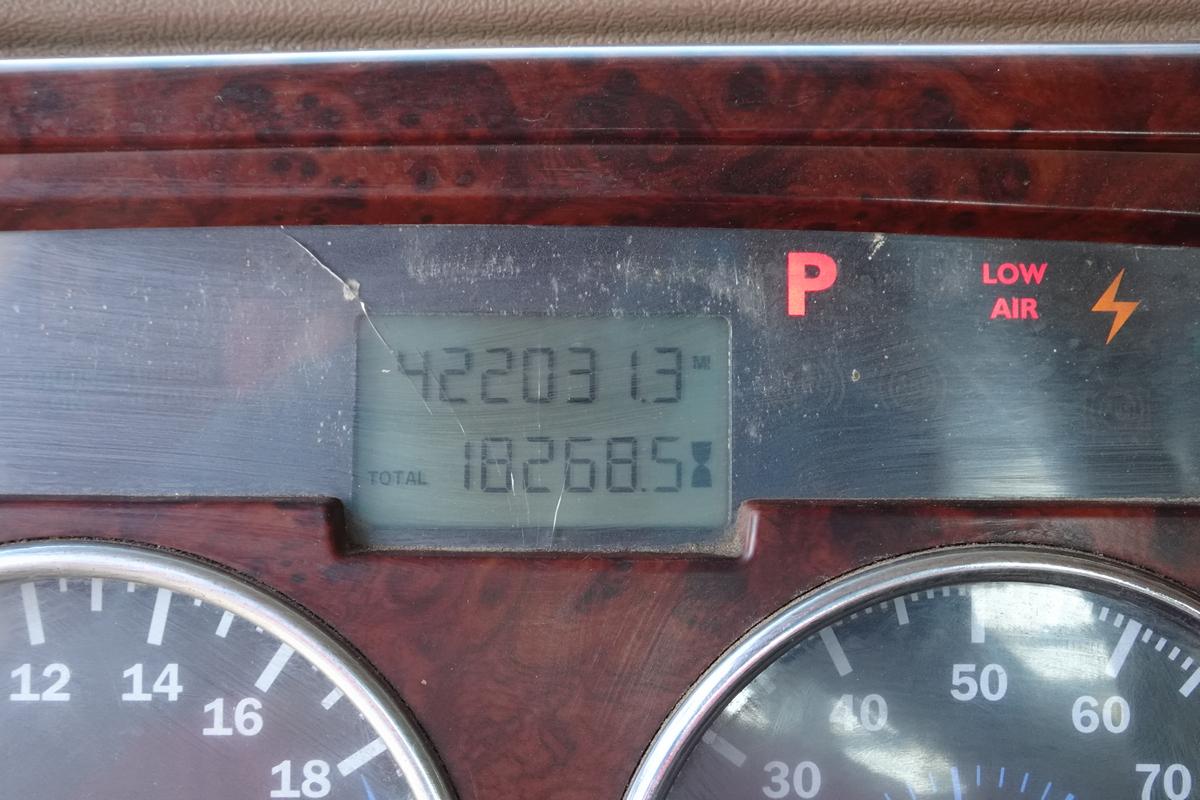 P
LOW
AIR
422031.3 MI
TOTAL 18268.5
12 14 16 18
30 40 50 60 70